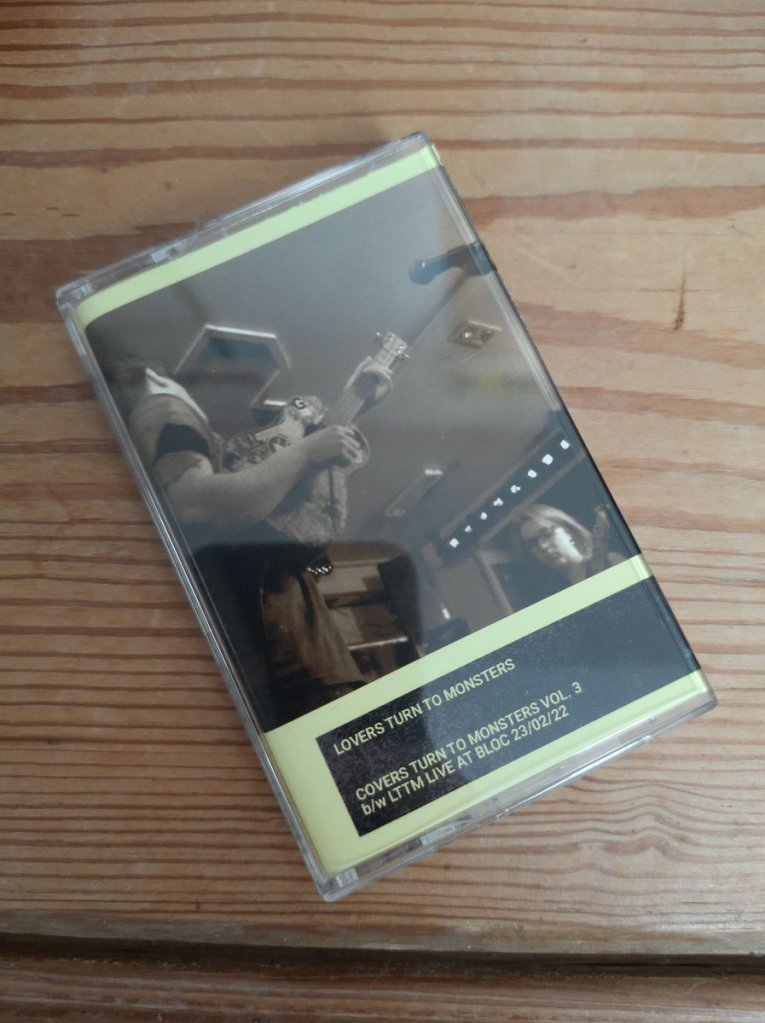 LOVERS TURN TO MONSTERS
COVERS TURN TO MONSTERS VOL. 3
b/w LTTM LIVE AT BLOC 23/02/22